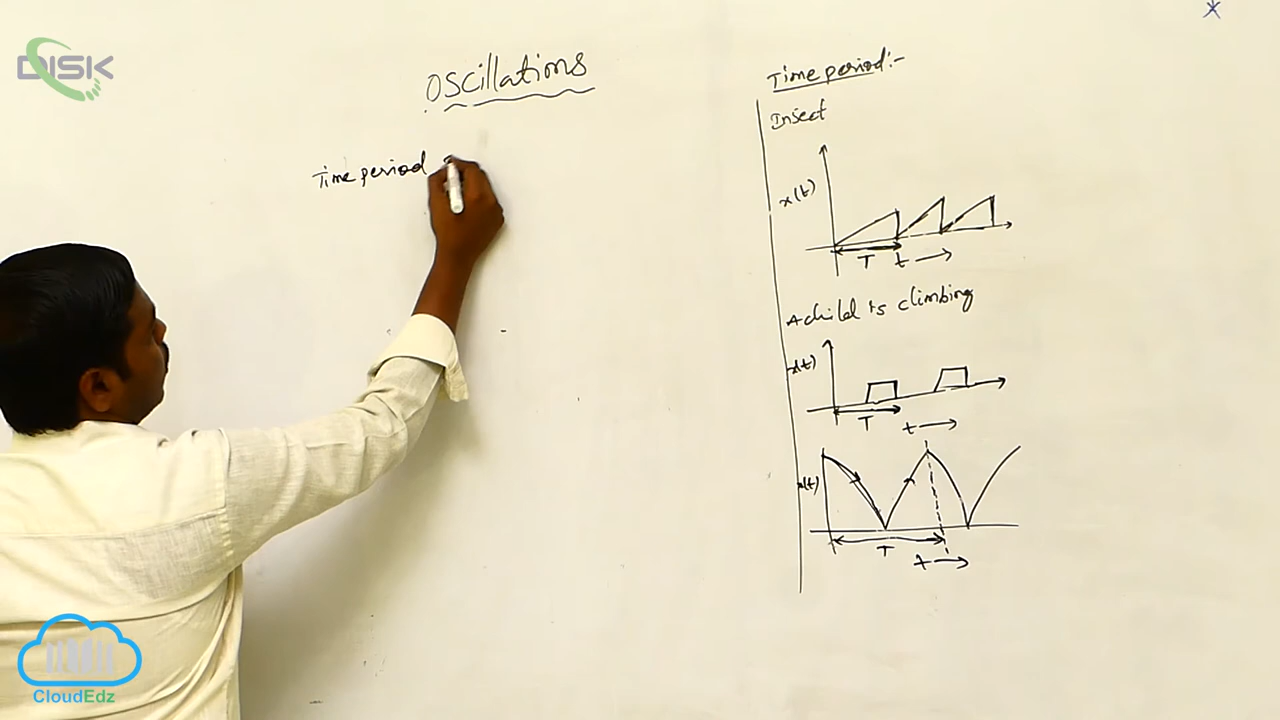 DISK
Oscillations
Time period
Time period:-
Insect
x(t)
T t
A child is climbing
x(t)
T t
x(t)
T
t
CloudEdz